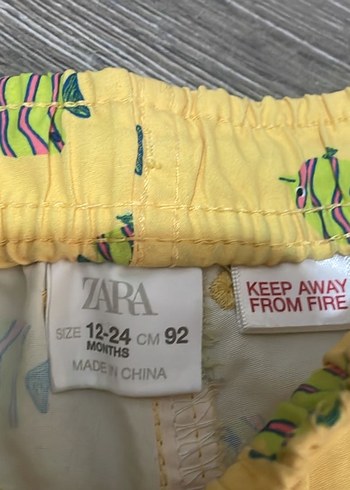 ZARA
SIZE 12-24 CM 92
MONTHS
MADE IN CHINA
KEEP AWAY
FROM FIRE